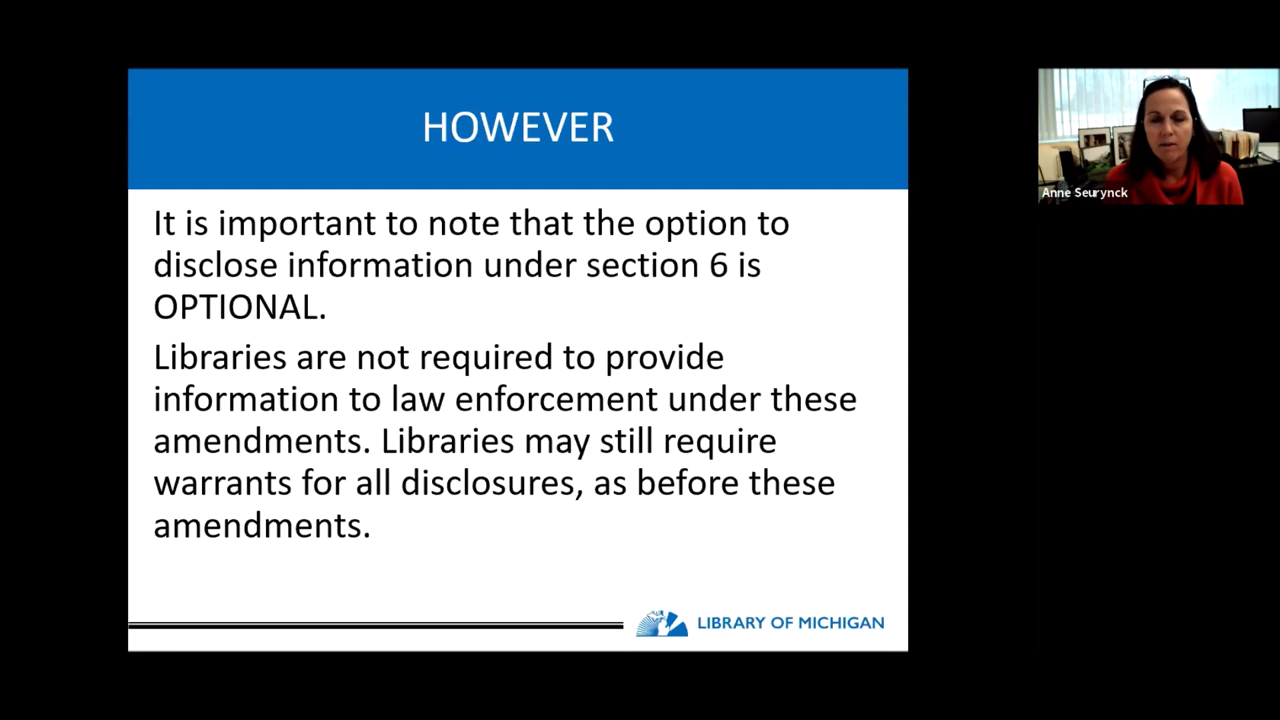 HOWEVER
It is important to note that the option to
disclose information under section 6 is
OPTIONAL.
Libraries are not required to provide
information to law enforcement under these
amendments. Libraries may still require
warrants for all disclosures, as before these
amendments.
LIBRARY OF MICHIGAN
Anne Seurynck